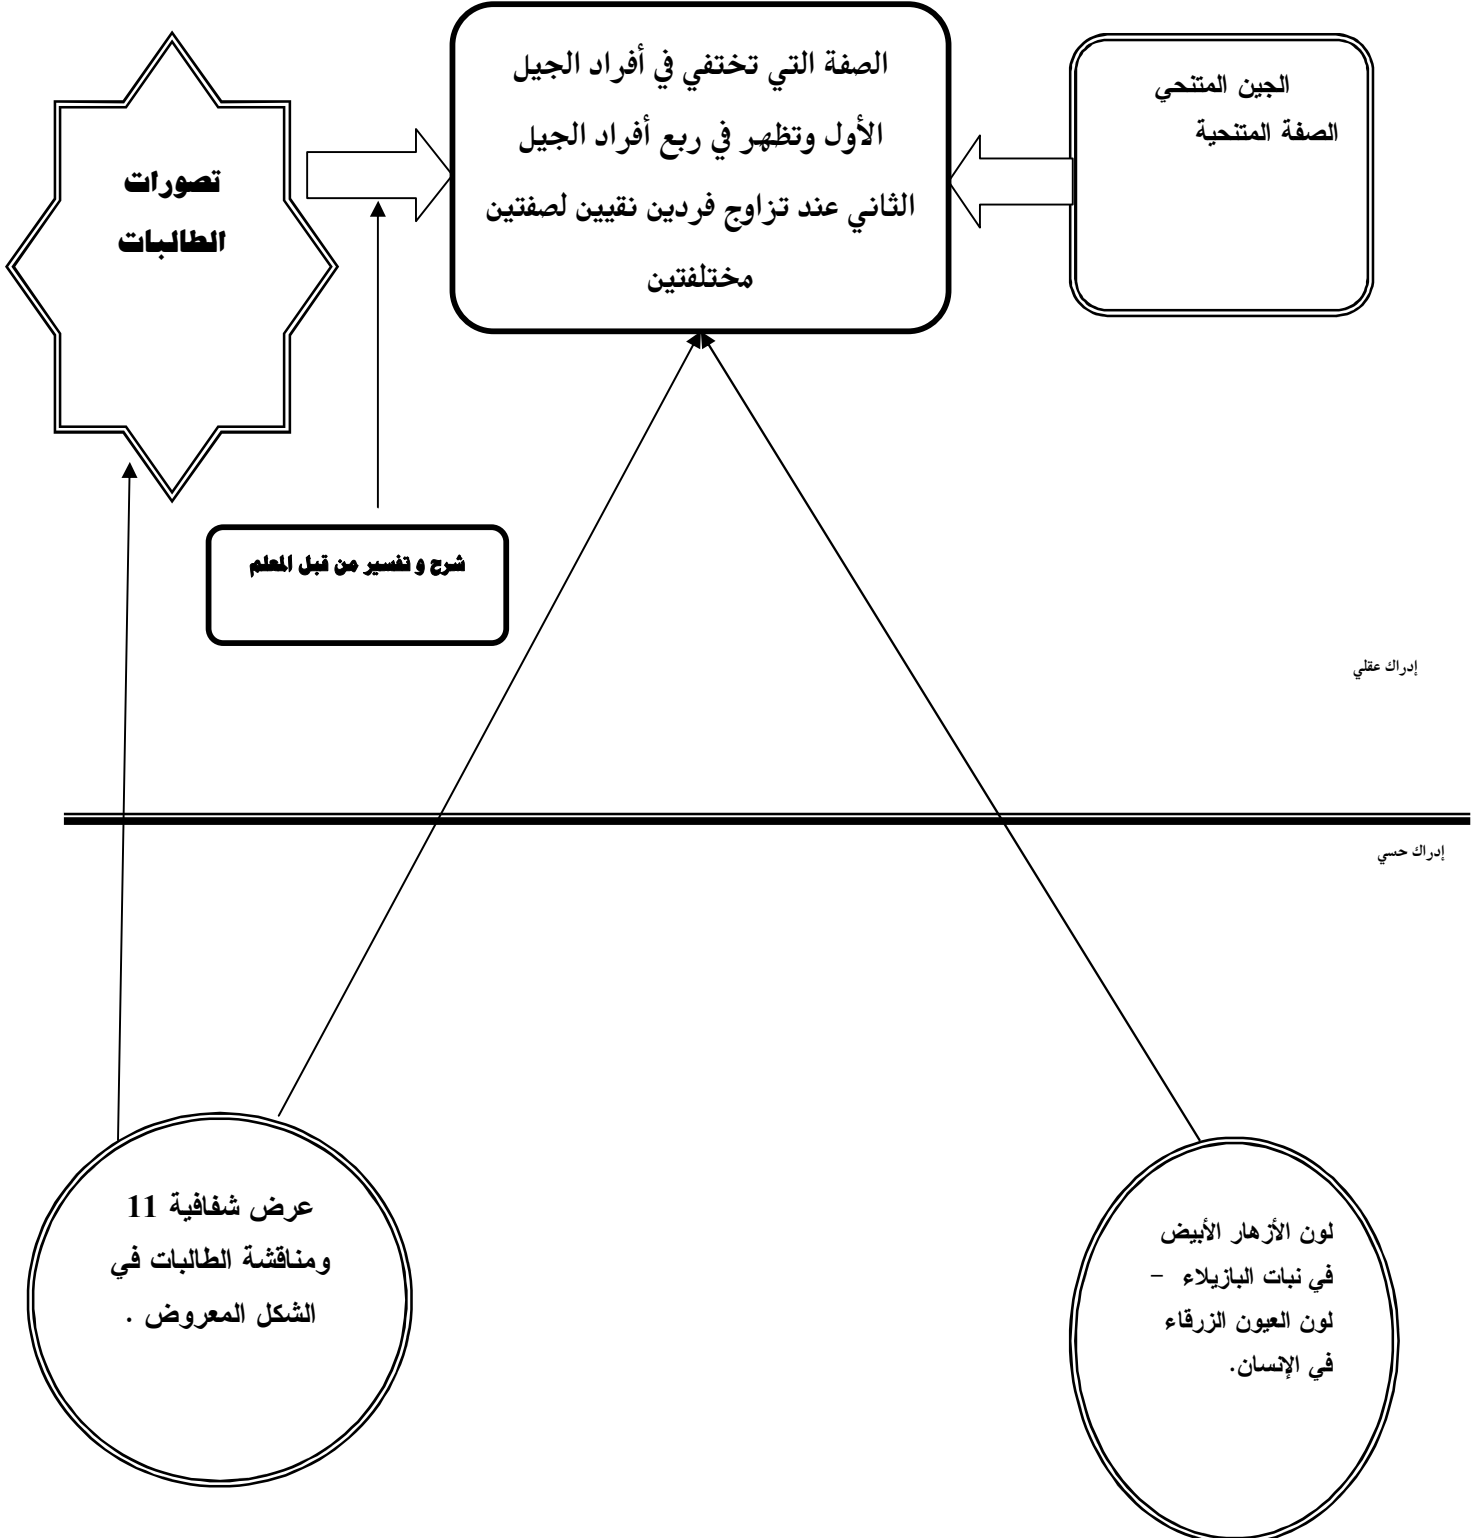 الجين المتنحي
الصفة المتنحية
الصفة التي تختفي في أفراد الجيل
الأول وتظهر في ربع أفراد الجيل
الثاني عند تزاوج فردين نقيين لصفتين
مختلفتين
تصورات
الطالبات
شرح و تفسير من قبل المعلم
إدراك عقلي
إدراك حسي
لون الأزهار الأبيض
في نبات البازيلاء –
لون العيون الزرقاء
في الإنسان.
عرض شفافية 11
ومناقشة الطالبات في
الشكل المعروض .